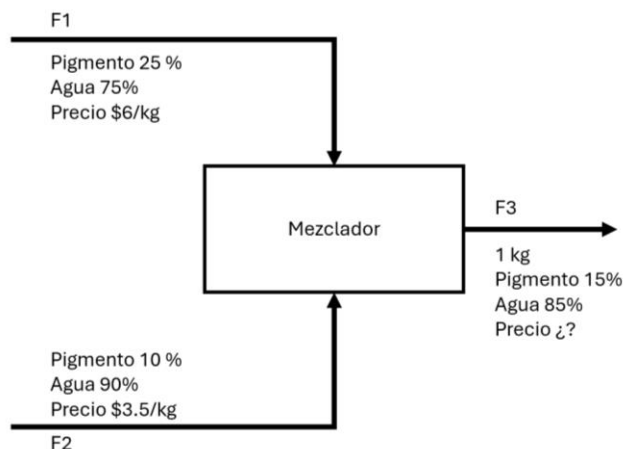 F1
Pigmento 25 %
Agua 75%
Precio $6/kg
Mezclador
F3
1 kg
Pigmento 15%
Agua 85%
Precio ¿?
Pigmento 10 %
Agua 90%
Precio $3.5/kg
F2